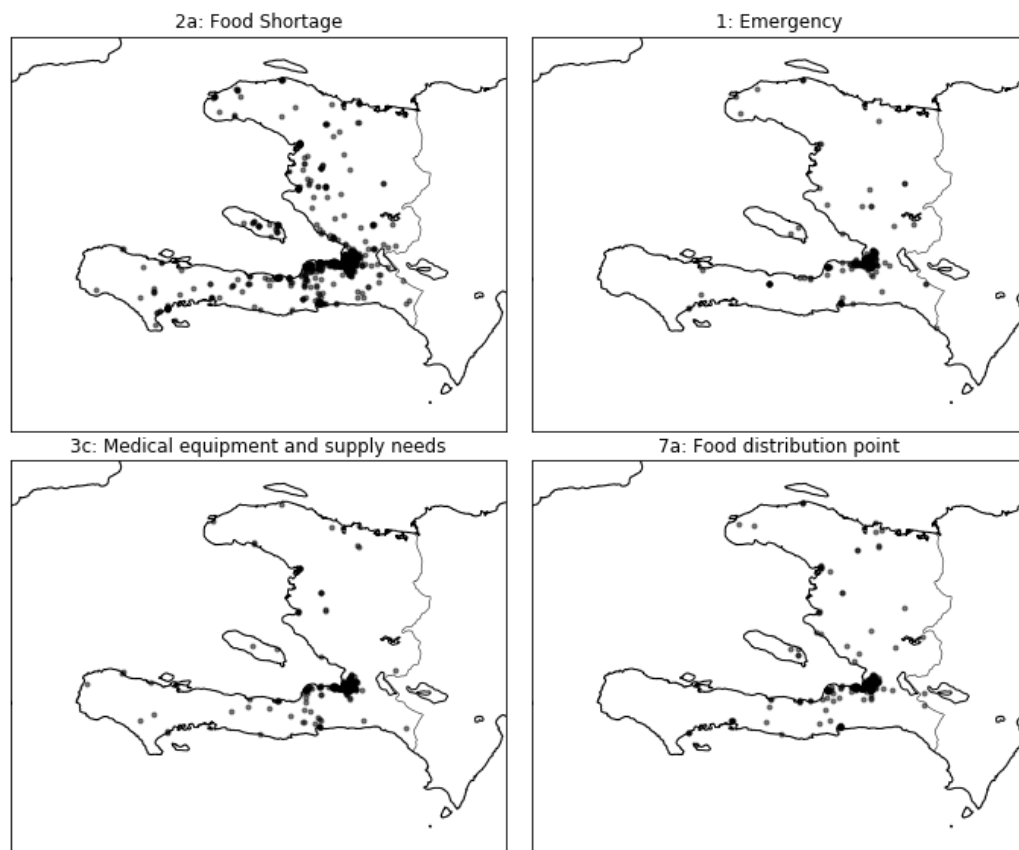 2a: Food Shortage
1: Emergency
3c: Medical equipment and supply needs
7a: Food distribution point